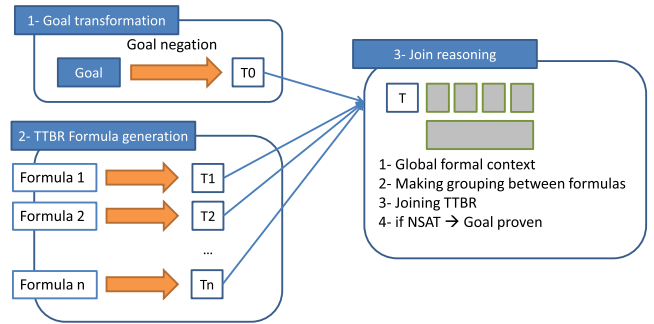 1- Goal transformation
Goal negation
Goal
T0
2- TTBR Formula generation
Formula 1
T1
Formula 2
T2
...
Formula n
Tn
3- Join reasoning
T
1- Global formal context
2- Making grouping between formulas
3- Joining TTBR
4- if NSAT → Goal proven